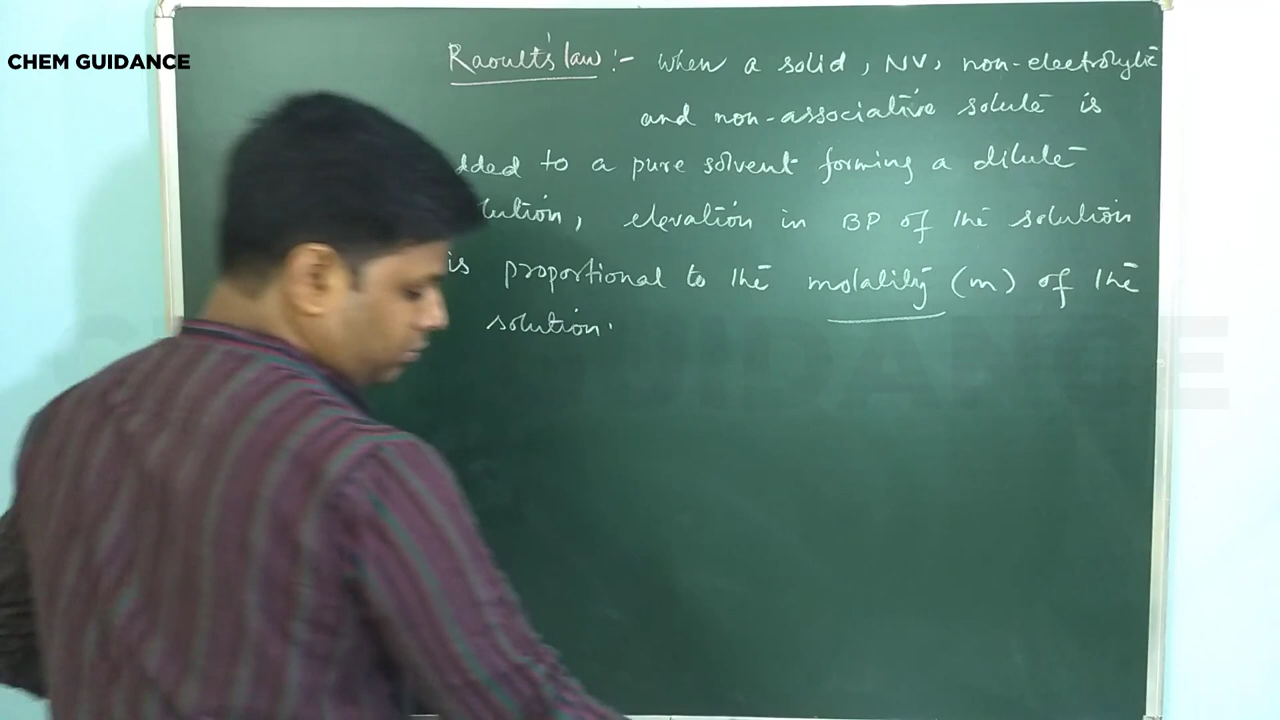 CHEM GUIDANCE
Raoult's law :- When a solid, NV, non-electrolytic
and non-associative solute is
dded to a pure solvent forming a dilute
lution, elevation in BP of the solution
is proportional to the molality (m) of the
solution.
GUIDANCE